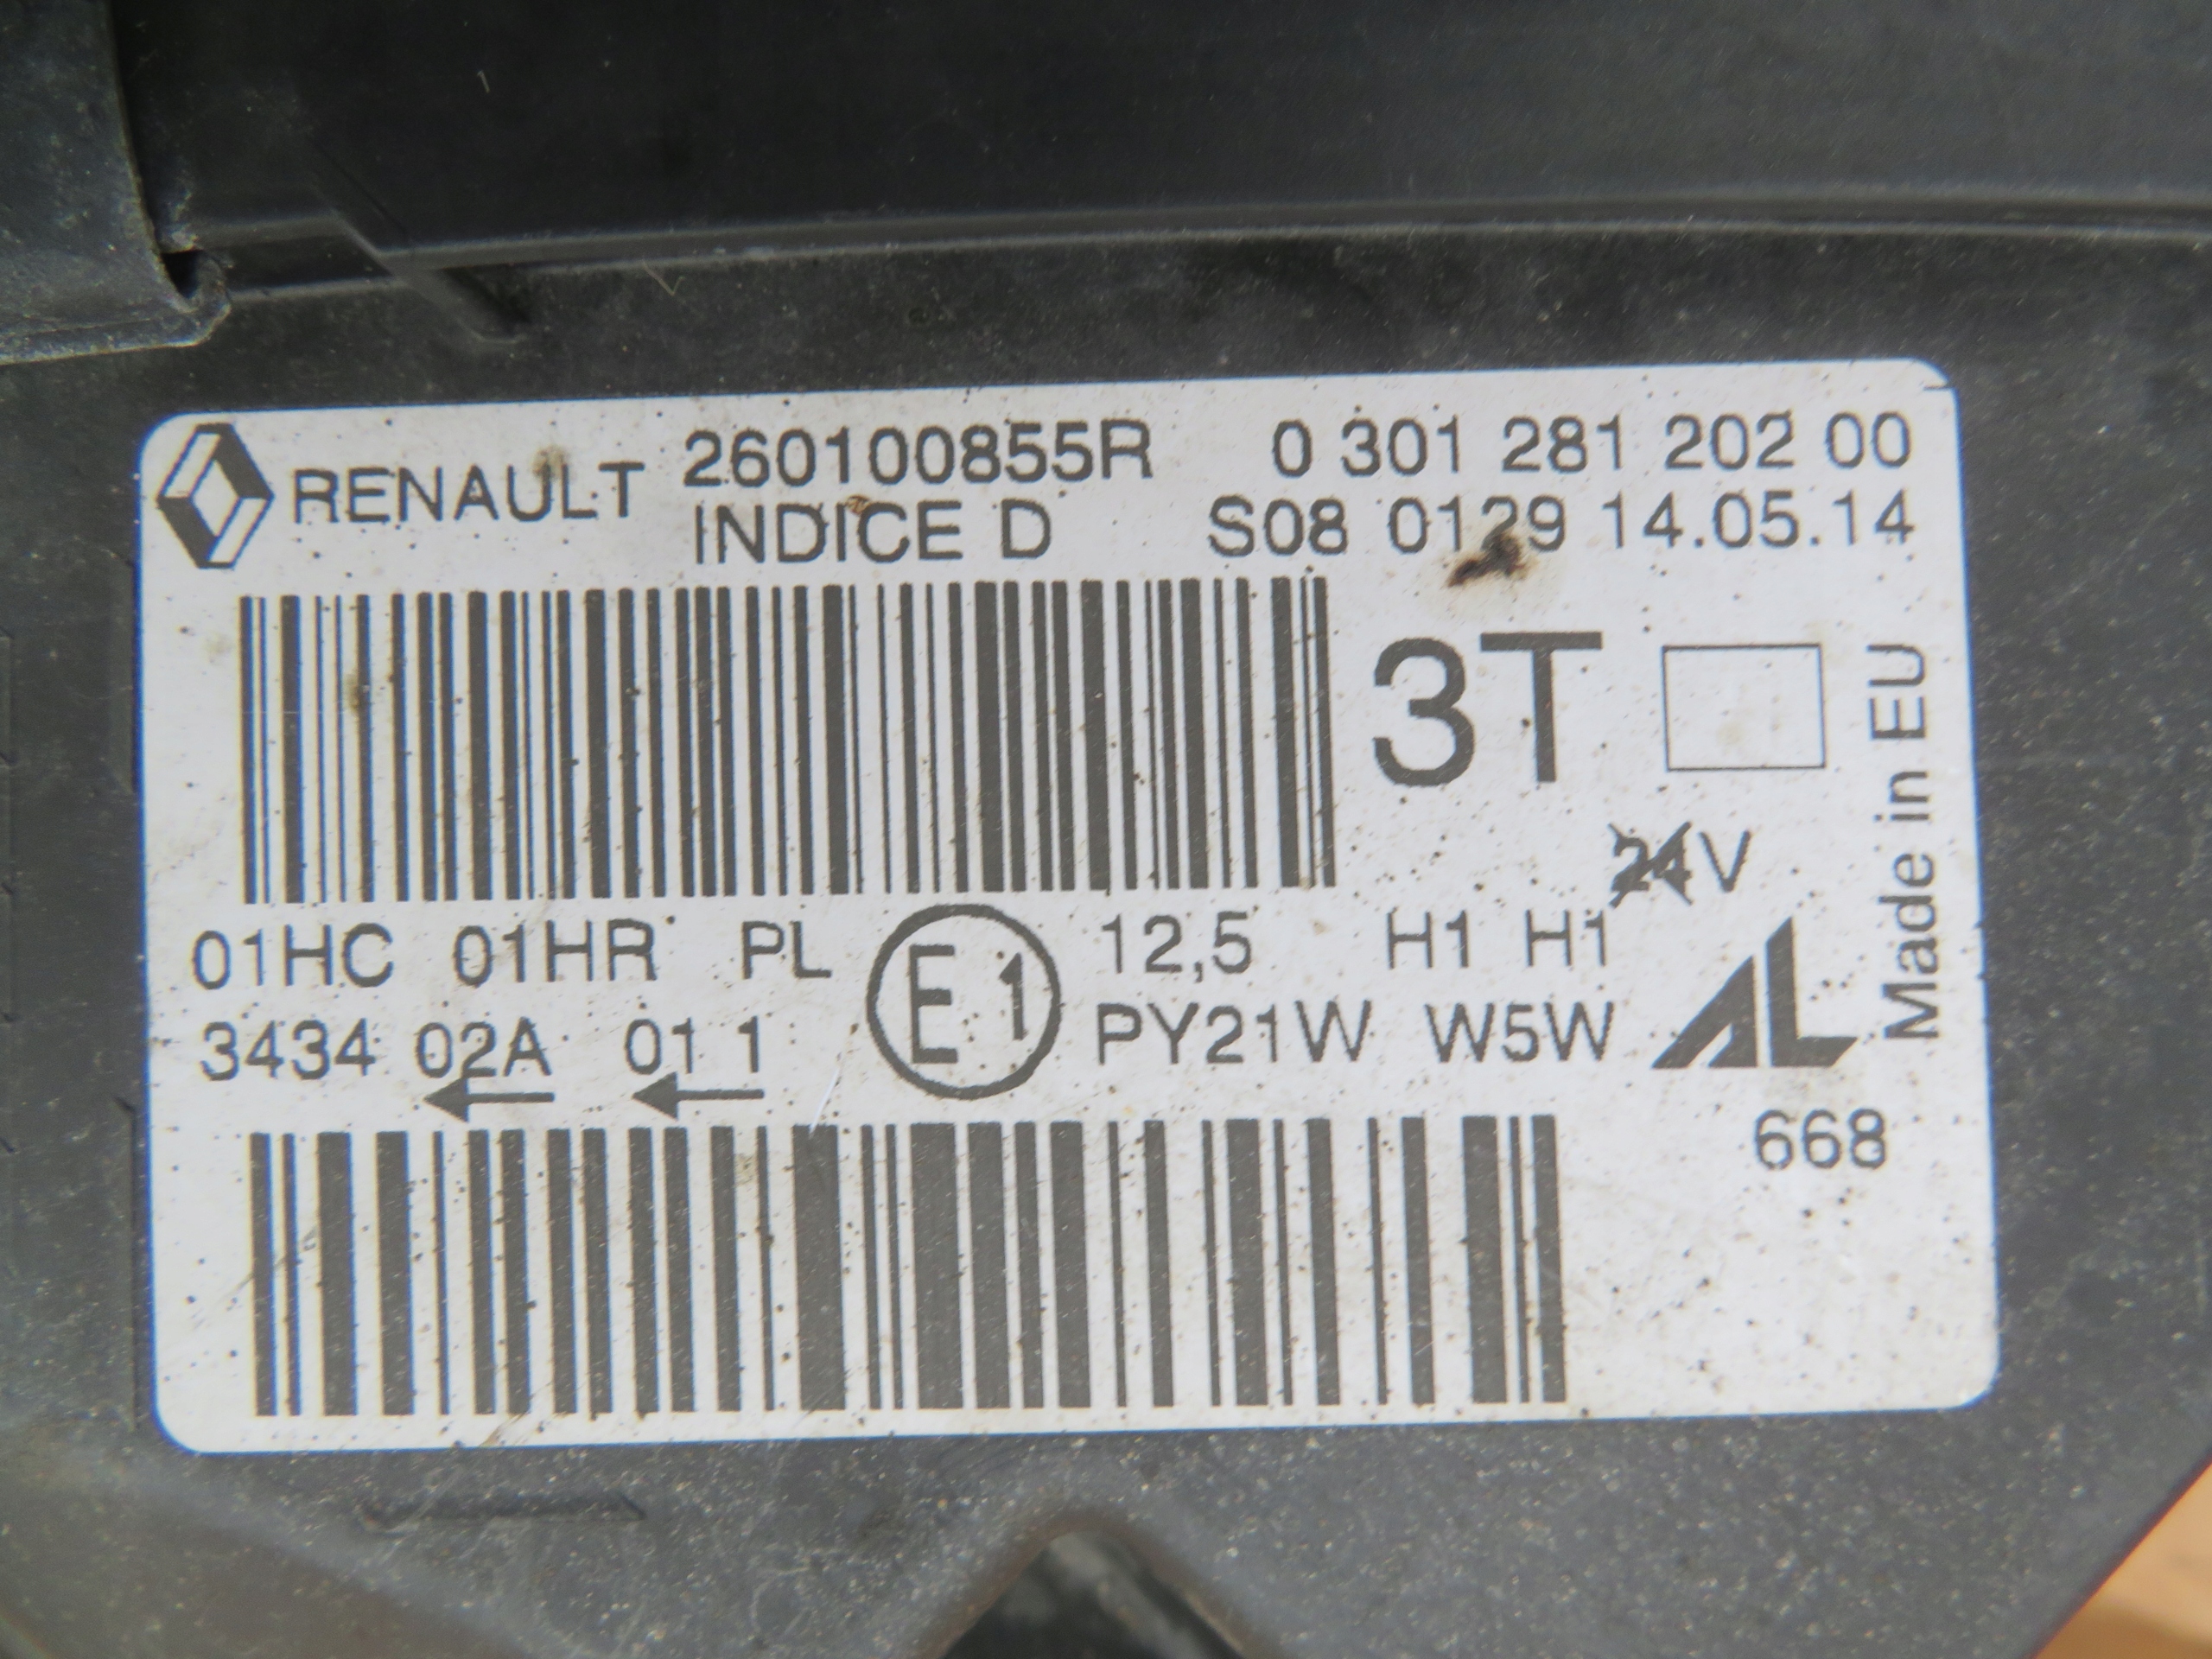 RENAULT 260100855R 0 301 281 202 00
INDICE D S08 0129 14.05.14
3T
Made in EU
24V
01HC 01HR PL E1 12,5 H1 H1
3434 02A 01 1 PY21W W5W AL
668